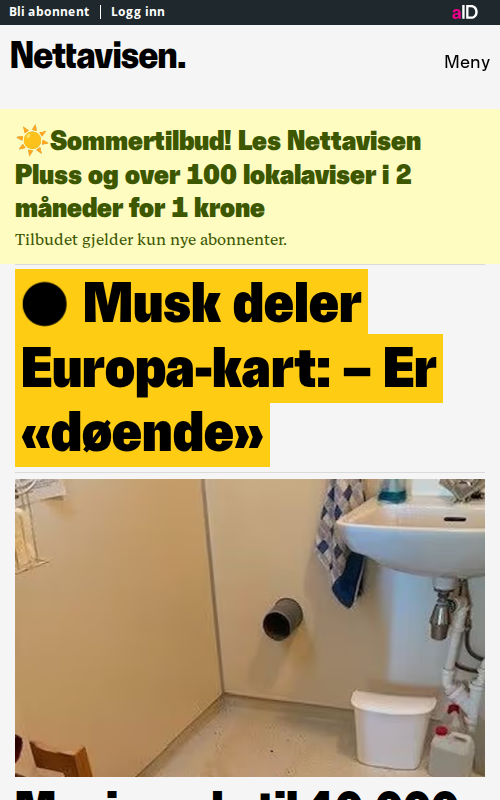 Bli abonnent | Logg inn
aID
Nettavisen.
Meny
☀️Sommertilbud! Les Nettavisen
Pluss og over 100 lokalaviser i 2
måneder for 1 krone
Tilbudet gjelder kun nye abonnenter.
● Musk deler
Europa-kart: – Er
«døende»